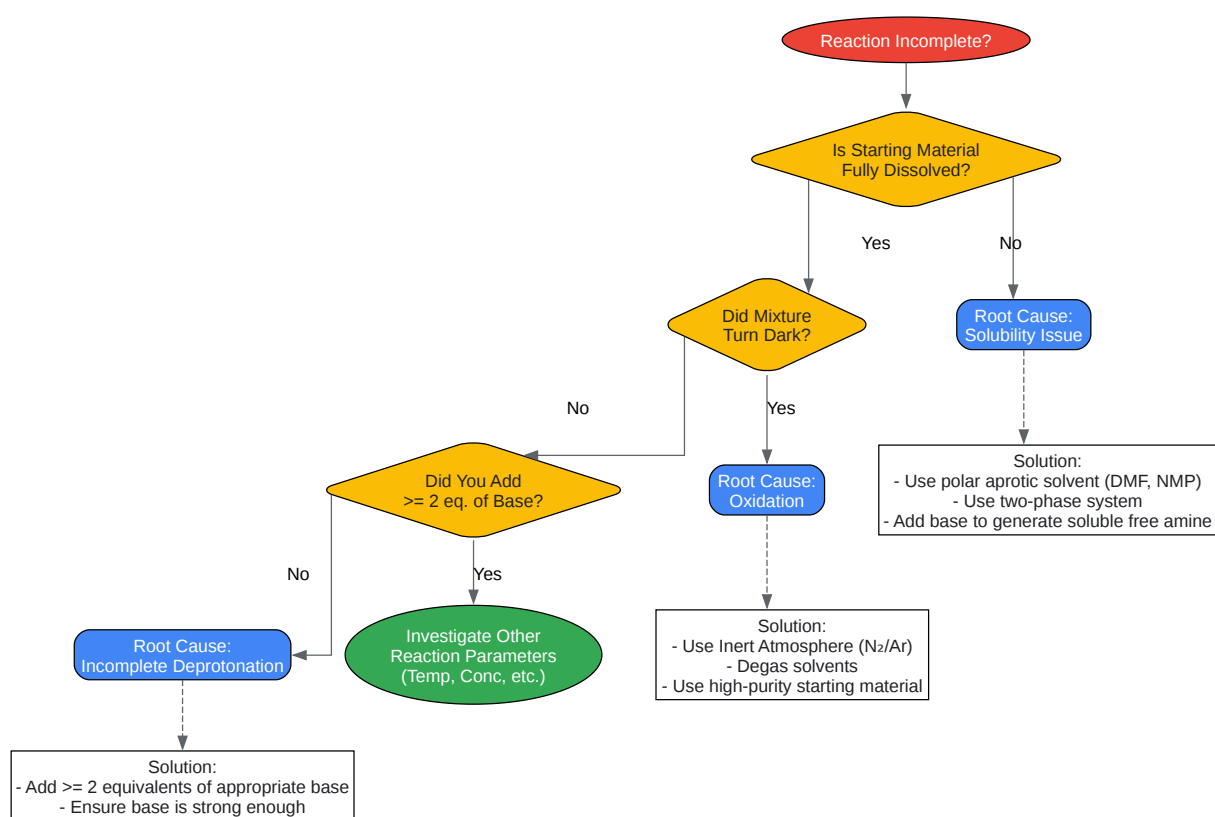 Reaction Incomplete?
Is Starting Material
Fully Dissolved?
Yes
No
Did Mixture
Turn Dark?
Root Cause:
Solubility Issue
No
Yes
Did You Add
>= 2 eq. of Base?
Root Cause:
Oxidation
Solution:
- Use polar aprotic solvent (DMF, NMP)
- Use two-phase system
- Add base to generate soluble free amine
No
Yes
Root Cause:
Incomplete Deprotonation
Investigate Other
Reaction Parameters
(Temp, Conc, etc.)
Solution:
- Use Inert Atmosphere (N₂/Ar)
- Degas solvents
- Use high-purity starting material
Solution:
- Add >= 2 equivalents of appropriate base
- Ensure base is strong enough